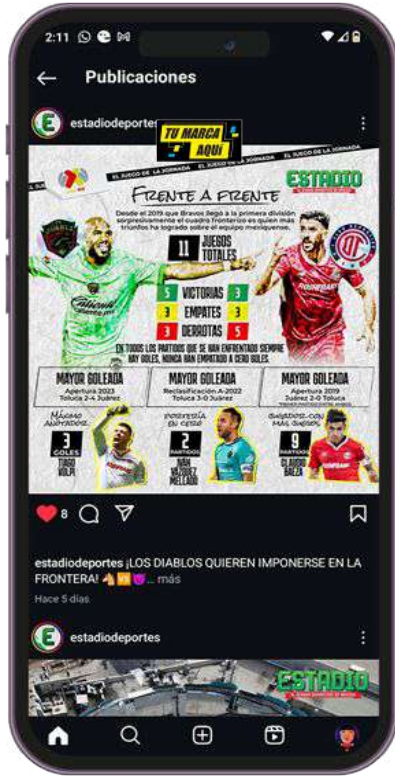 2:11
Publicaciones
estadiodeportes
TU MARCA
AQUÍ
EL JUEGO DE LA JORNADA
ESTADIO
FRENTE A FRENTE
Desde el 2019 que Bravos llegó a la primera división
sorpresivamente el cuadro fronterizo es quien más
triunfos ha logrado sobre el equipo mexiquense.
11 JUEGOS
TOTALES
5 VICTORIAS 3
3 EMPATES 3
3 DERROTAS 5
EN TODOS LOS PARTIDOS QUE SE HAN ENFRENTADO SIEMPRE
HAY GOLES, NUNCA HAN EMPATADO A CERO GOLES.
MAYOR GOLEADA
Apertura 2023
Toluca 2-4 Juárez
MAYOR GOLEADA
Reclasificación A-2022
Toluca 3-0 Juárez
MAYOR GOLEADA
Apertura 2019
Juárez 2-0 Toluca
MÁXIMO
ANOTADOR
3
GOLES
TIAGO
VOLPI
PORTERÍA
EN CERO
2
PARTIDOS
IVÁN
VÁZQUEZ
MELLADO
JUGADOR CON
MÁS JUEGOS
9
PARTIDOS
CLAUDIO
BAEZA
8
estadiodeportes ¡LOS DIABLOS QUIEREN IMPONERSE EN LA
FRONTERA! 🐴🆚😈... más
Hace 5 días
estadiodeportes
ESTADIO